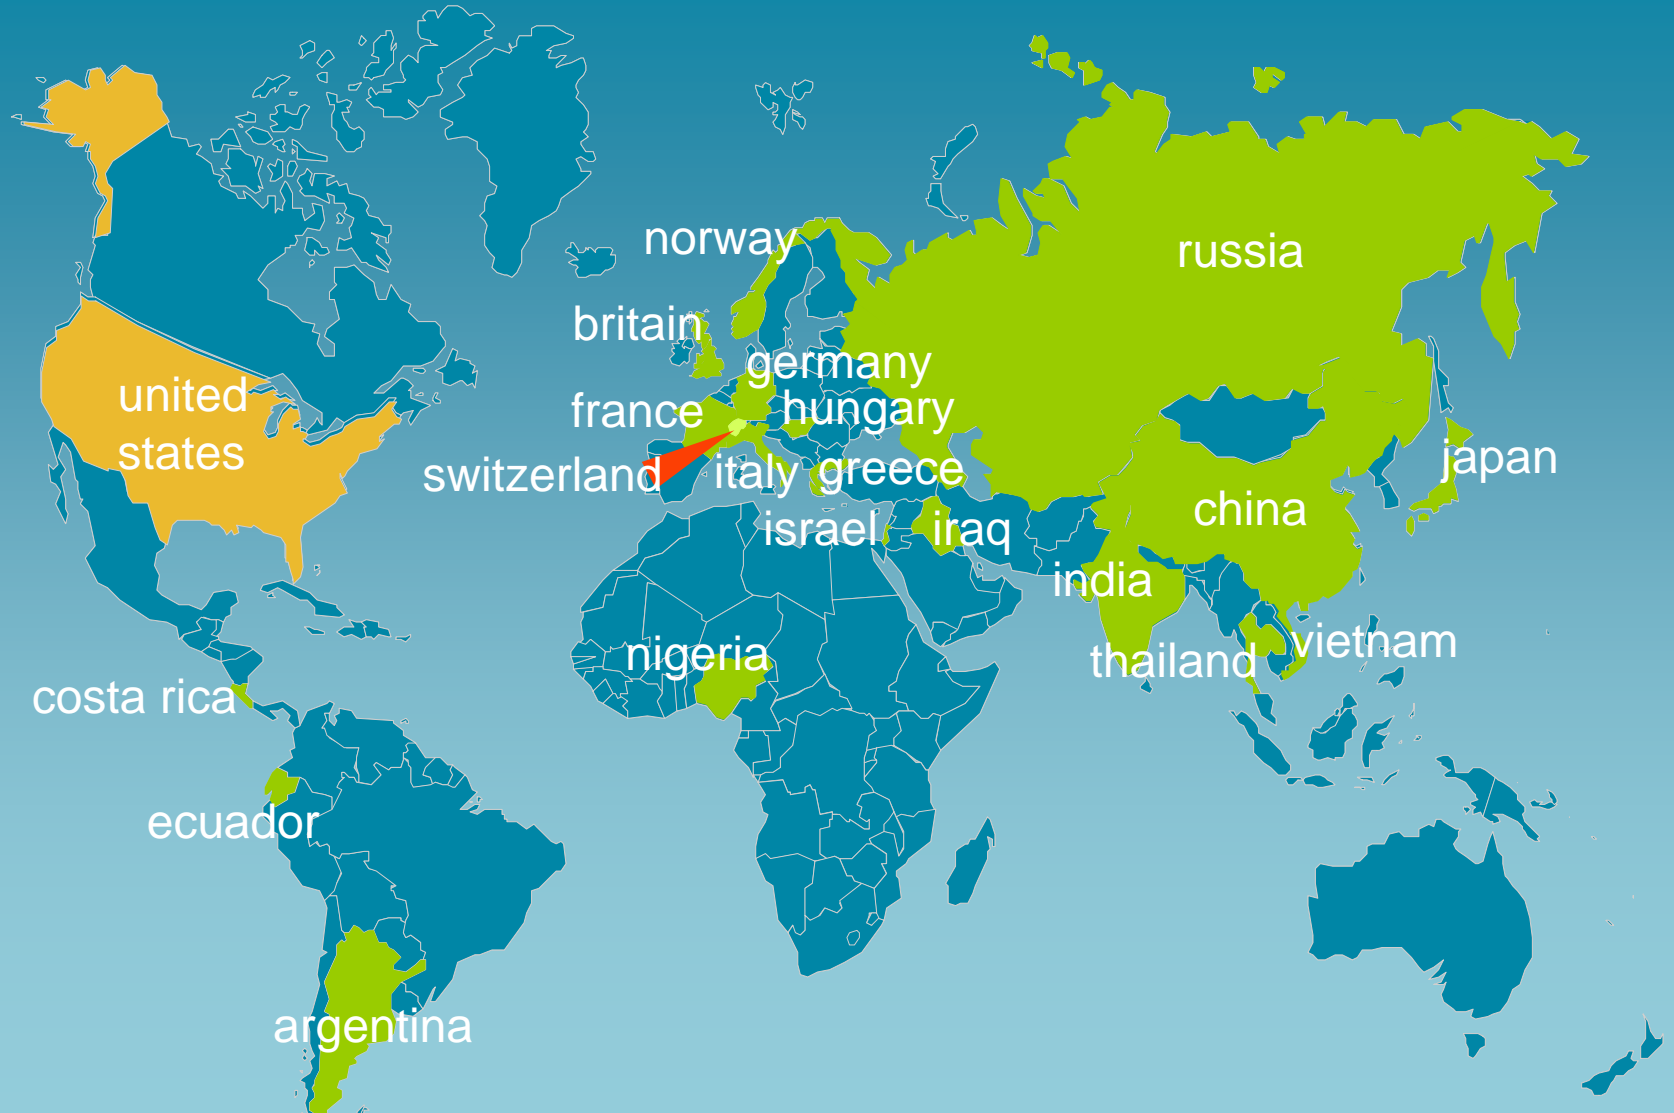 norway
russia
britain
germany
united
states
france
hungary
switzerland
italy
greece
japan
china
israel
iraq
india
nigeria
thailand
vietnam
costa rica
ecuador
argentina